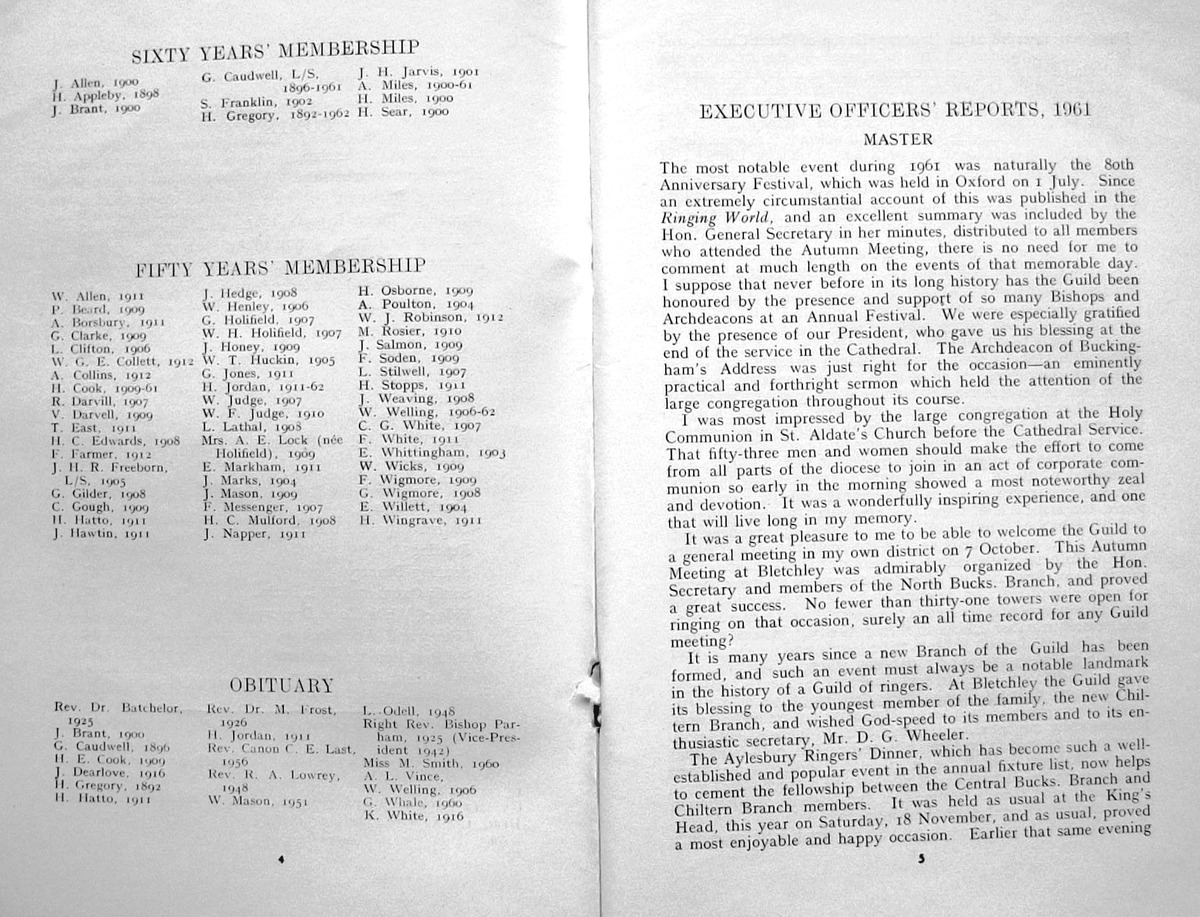 SIXTY YEARS' MEMBERSHIP
J. Allen, 1900
H. Appleby, 1898
J. Brant, 1900
G. Caudwell, L/S,
1896-1961
S. Franklin, 1902
H. Gregory, 1892-1962
J. H. Jarvis, 1901
A. Miles, 1900-61
H. Miles, 1900
H. Sear, 1900
FIFTY YEARS' MEMBERSHIP
W. Allen, 1911
P. Beard, 1909
A. Borsbury, 1911
G. Clarke, 1909
L. Clifton, 1906
W. G. E. Collett, 1912
A. Collins, 1912
H. Cook, 1909-61
R. Darvill, 1907
V. Darvell, 1909
T. East, 1911
H. C. Edwards, 1908
F. Farmer, 1912
J. H. R. Freeborn,
L/S, 1905
G. Gilder, 1908
C. Gough, 1909
H. Hatto, 1911
J. Hawtin, 1911
J. Hedge, 1908
W. Henley, 1906
G. Holifield, 1907
W. H. Holifield, 1907
J. Honey, 1909
W. T. Huckin, 1905
G. Jones, 1911
H. Jordan, 1911-62
W. Judge, 1907
W. F. Judge, 1910
L. Lathal, 1908
Mrs. A. E. Lock (née
Holifield), 1909
E. Markham, 1911
J. Marks, 1904
J. Mason, 1909
F. Messenger, 1907
H. C. Mulford, 1908
J. Napper, 1911
H. Osborne, 1909
A. Poulton, 1904
W. J. Robinson, 1912
M. Rosier, 1910
J. Salmon, 1909
F. Soden, 1909
L. Stilwell, 1907
H. Stopps, 1911
J. Weaving, 1908
W. Welling, 1906-62
C. G. White, 1907
F. White, 1911
E. Whittingham, 1903
W. Wicks, 1909
F. Wigmore, 1909
G. Wigmore, 1908
E. Willett, 1904
H. Wingrave, 1911
OBITUARY
Rev. Dr. Batchelor,
1925
J. Brant, 1900
G. Caudwell, 1896
H. E. Cook, 1909
J. Dearlove, 1916
H. Gregory, 1892
H. Hatto, 1911
Rev. Dr. M. Frost,
1926
H. Jordan, 1911
Rev. Canon C. E. Last,
1956
Rev. R. A. Lowrey,
1948
W. Mason, 1951
L. Odell, 1948
Right Rev. Bishop Par-
ham, 1925 (Vice-Pres-
ident 1942)
Miss M. Smith, 1960
A. L. Vince,
W. Welling, 1906
G. Whale, 1960
K. White, 1916
4
EXECUTIVE OFFICERS' REPORTS, 1961
MASTER
The most notable event during 1961 was naturally the 80th
Anniversary Festival, which was held in Oxford on 1 July. Since
an extremely circumstantial account of this was published in the
Ringing World, and an excellent summary was included by the
Hon. General Secretary in her minutes, distributed to all members
who attended the Autumn Meeting, there is no need for me to
comment at much length on the events of that memorable day.
I suppose that never before in its long history has the Guild been
honoured by the presence and support of so many Bishops and
Archdeacons at an Annual Festival. We were especially gratified
by the presence of our President, who gave us his blessing at the
end of the service in the Cathedral. The Archdeacon of Bucking-
ham's Address was just right for the occasion—an eminently
practical and forthright sermon which held the attention of the
large congregation throughout its course.
I was most impressed by the large congregation at the Holy
Communion in St. Aldate's Church before the Cathedral Service.
That fifty-three men and women should make the effort to come
from all parts of the diocese to join in an act of corporate com-
munion so early in the morning showed a most noteworthy zeal
and devotion. It was a wonderfully inspiring experience, and one
that will live long in my memory.
It was a great pleasure to me to be able to welcome the Guild to
a general meeting in my own district on 7 October. This Autumn
Meeting at Bletchley was admirably organized by the Hon.
Secretary and members of the North Bucks. Branch, and proved
a great success. No fewer than thirty-one towers were open for
ringing on that occasion, surely an all time record for any Guild
meeting?
It is many years since a new Branch of the Guild has been
formed, and such an event must always be a notable landmark
in the history of a Guild of ringers. At Bletchley the Guild gave
its blessing to the youngest member of the family, the new Chil-
tern Branch, and wished God-speed to its members and to its en-
thusiastic secretary, Mr. D. G. Wheeler.
The Aylesbury Ringers' Dinner, which has become such a well-
established and popular event in the annual fixture list, now helps
to cement the fellowship between the Central Bucks. Branch and
Chiltern Branch members. It was held as usual at the King's
Head, this year on Saturday, 18 November, and as usual, proved
a most enjoyable and happy occasion. Earlier that same evening
5